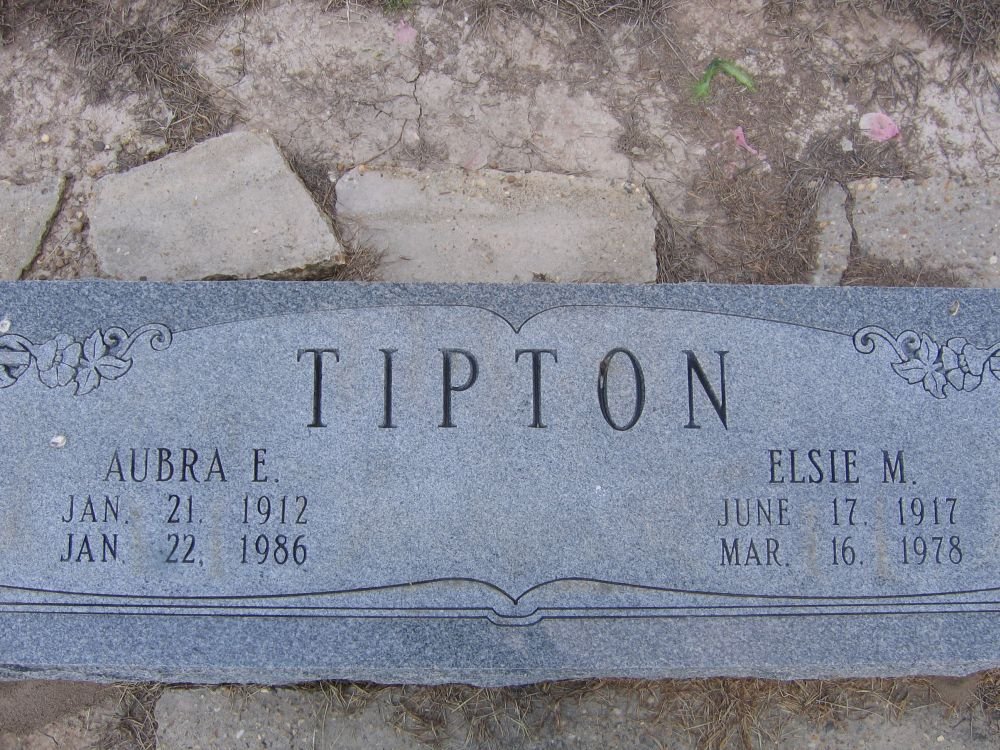 TIPTON
AUBRA E.
JAN. 21. 1912
JAN. 22, 1986
ELSIE M.
JUNE 17. 1917
MAR. 16. 1978